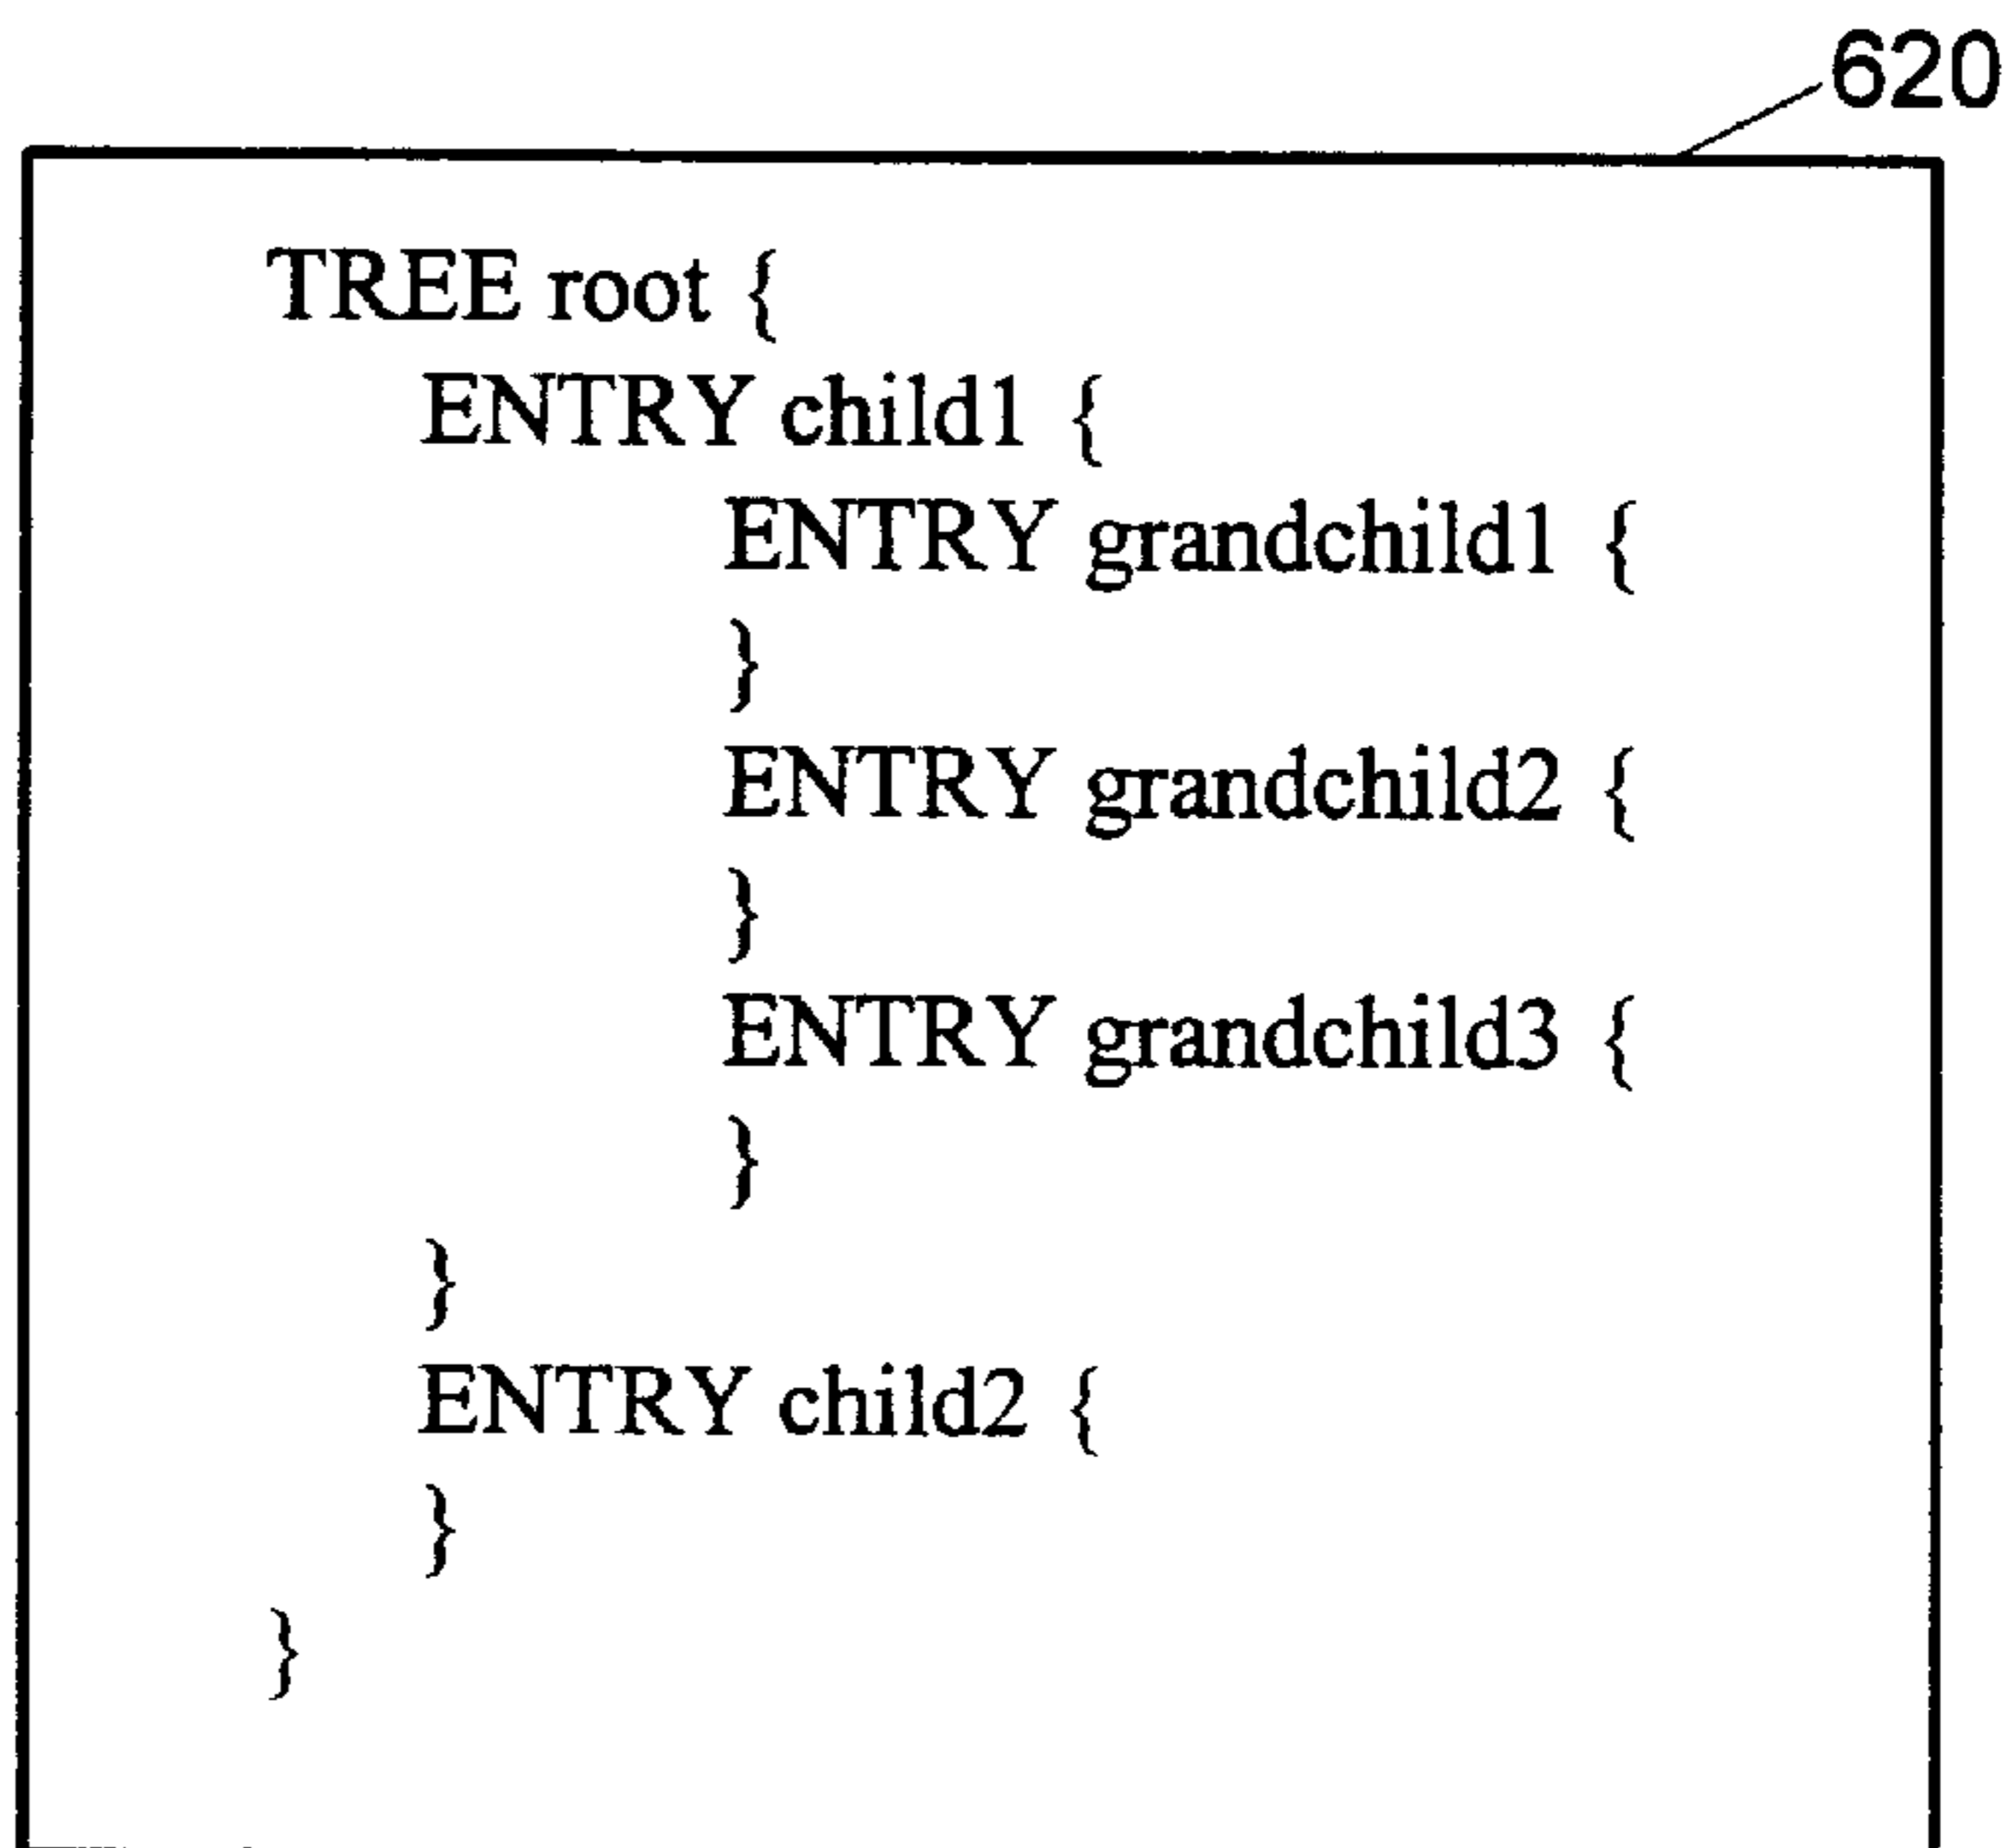 620
TREE root {
ENTRY child1 {
ENTRY grandchild1 {
}
ENTRY grandchild2 {
}
ENTRY grandchild3 {
}
}
ENTRY child2 {
}
}